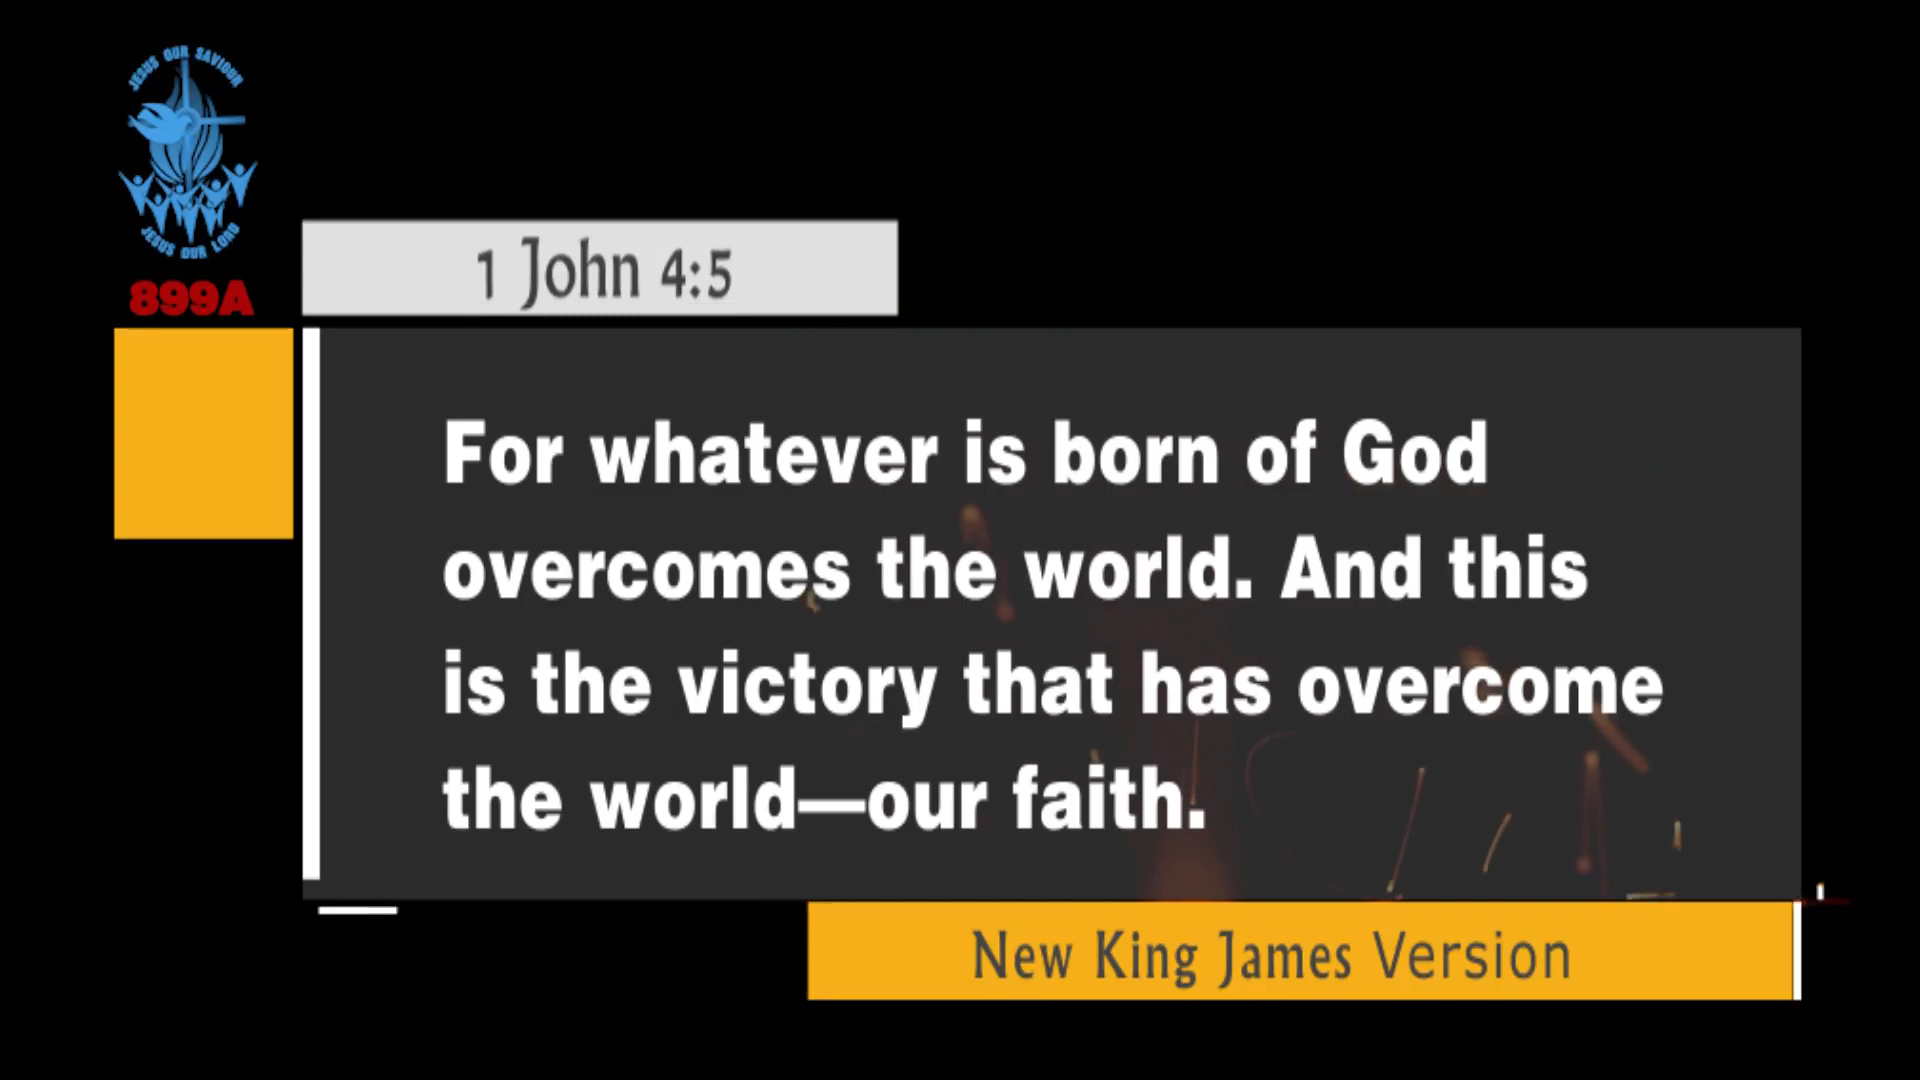 JESUS OUR SAVIOUR
JESUS OUR LORD
899A
1 John 4:5
For whatever is born of God
overcomes the world. And this
is the victory that has overcome
the world—our faith.
New King James Version